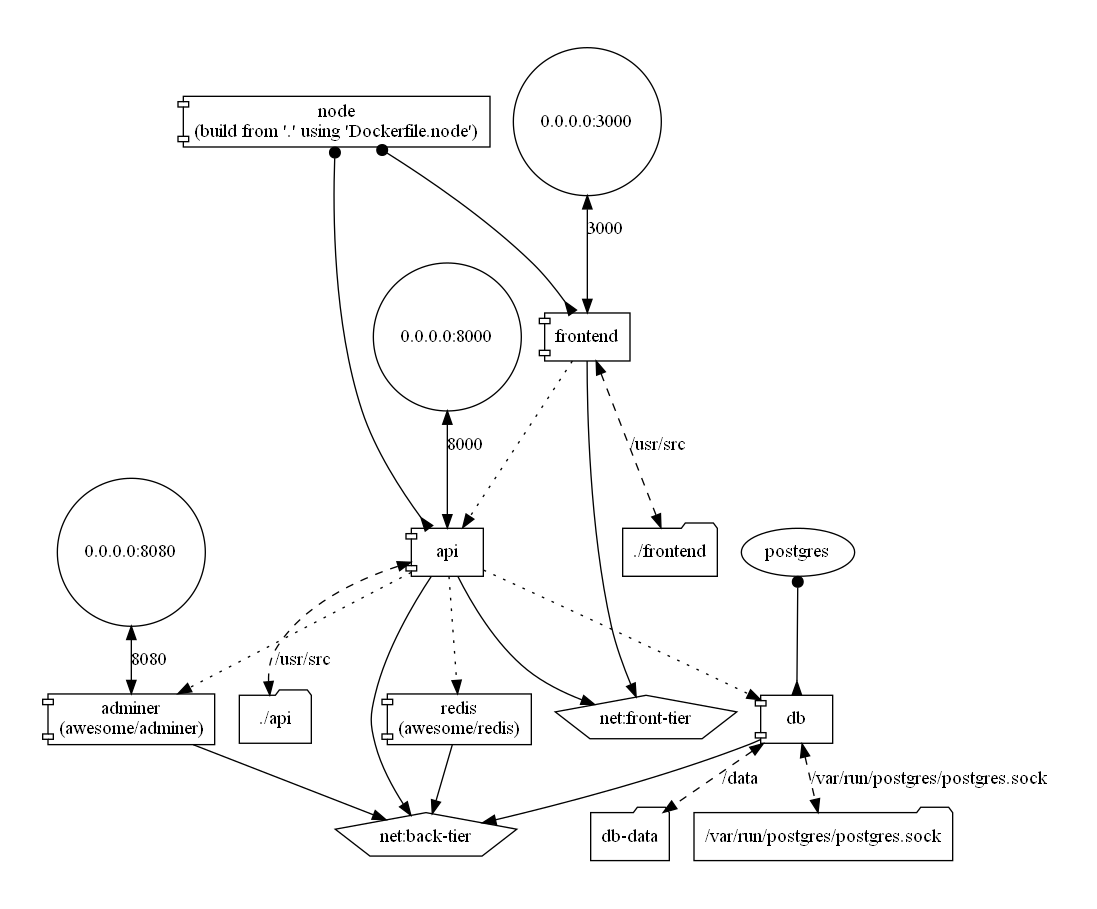 node
(build from '.' using 'Dockerfile.node')
0.0.0.0:3000
3000
0.0.0.0:8000
frontend
8000
/usr/src
0.0.0.0:8080
api
./frontend
postgres
8080
/usr/src
adminer
(awesome/adminer)
./api
redis
(awesome/redis)
net:front-tier
db
/data
/var/run/postgres/postgres.sock
net:back-tier
db-data
/var/run/postgres/postgres.sock